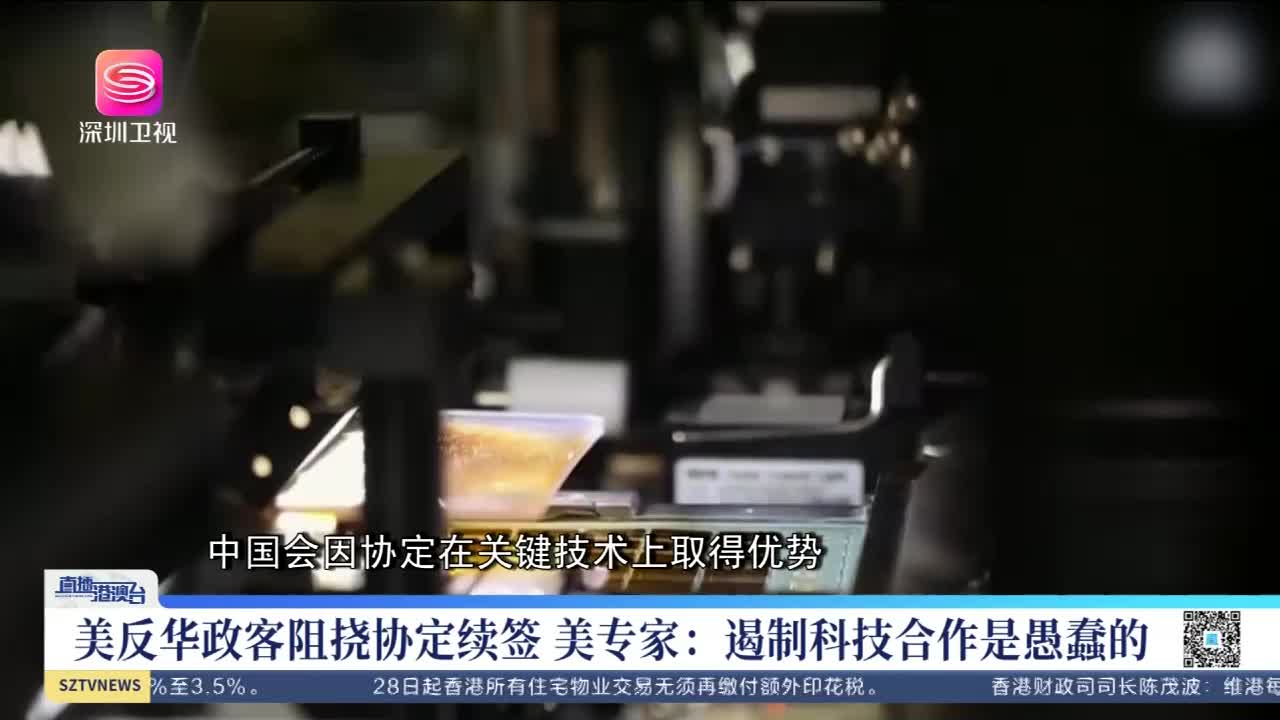 深圳卫视
中国会因协定在关键技术上取得优势
直播港澳台
美反华政客阻挠协定续签 美专家：遏制科技合作是愚蠢的
SZTVNEWS %至3.5%。 28日起香港所有住宅物业交易无须再缴付额外印花税。 香港财政司司长陈茂波：维港每